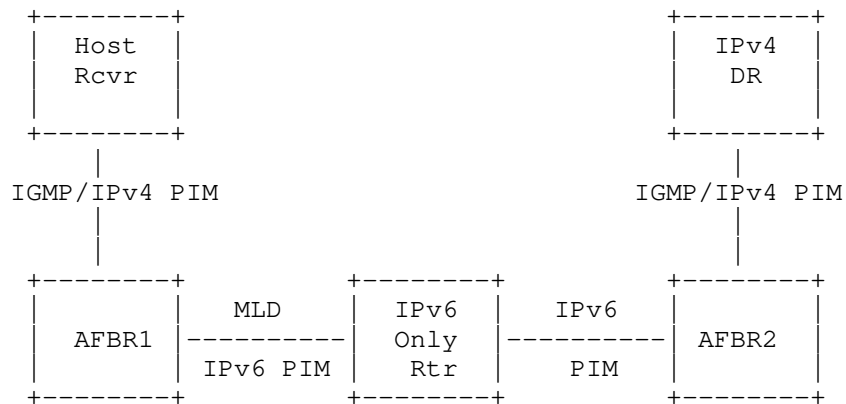 Host IPv4
Rcvr DR
IGMP/IPv4 PIM IGMP/IPv4 PIM
MLD IPv6 IPv6
AFBR1 Only AFBR2
IPv6 PIM Rtr PIM